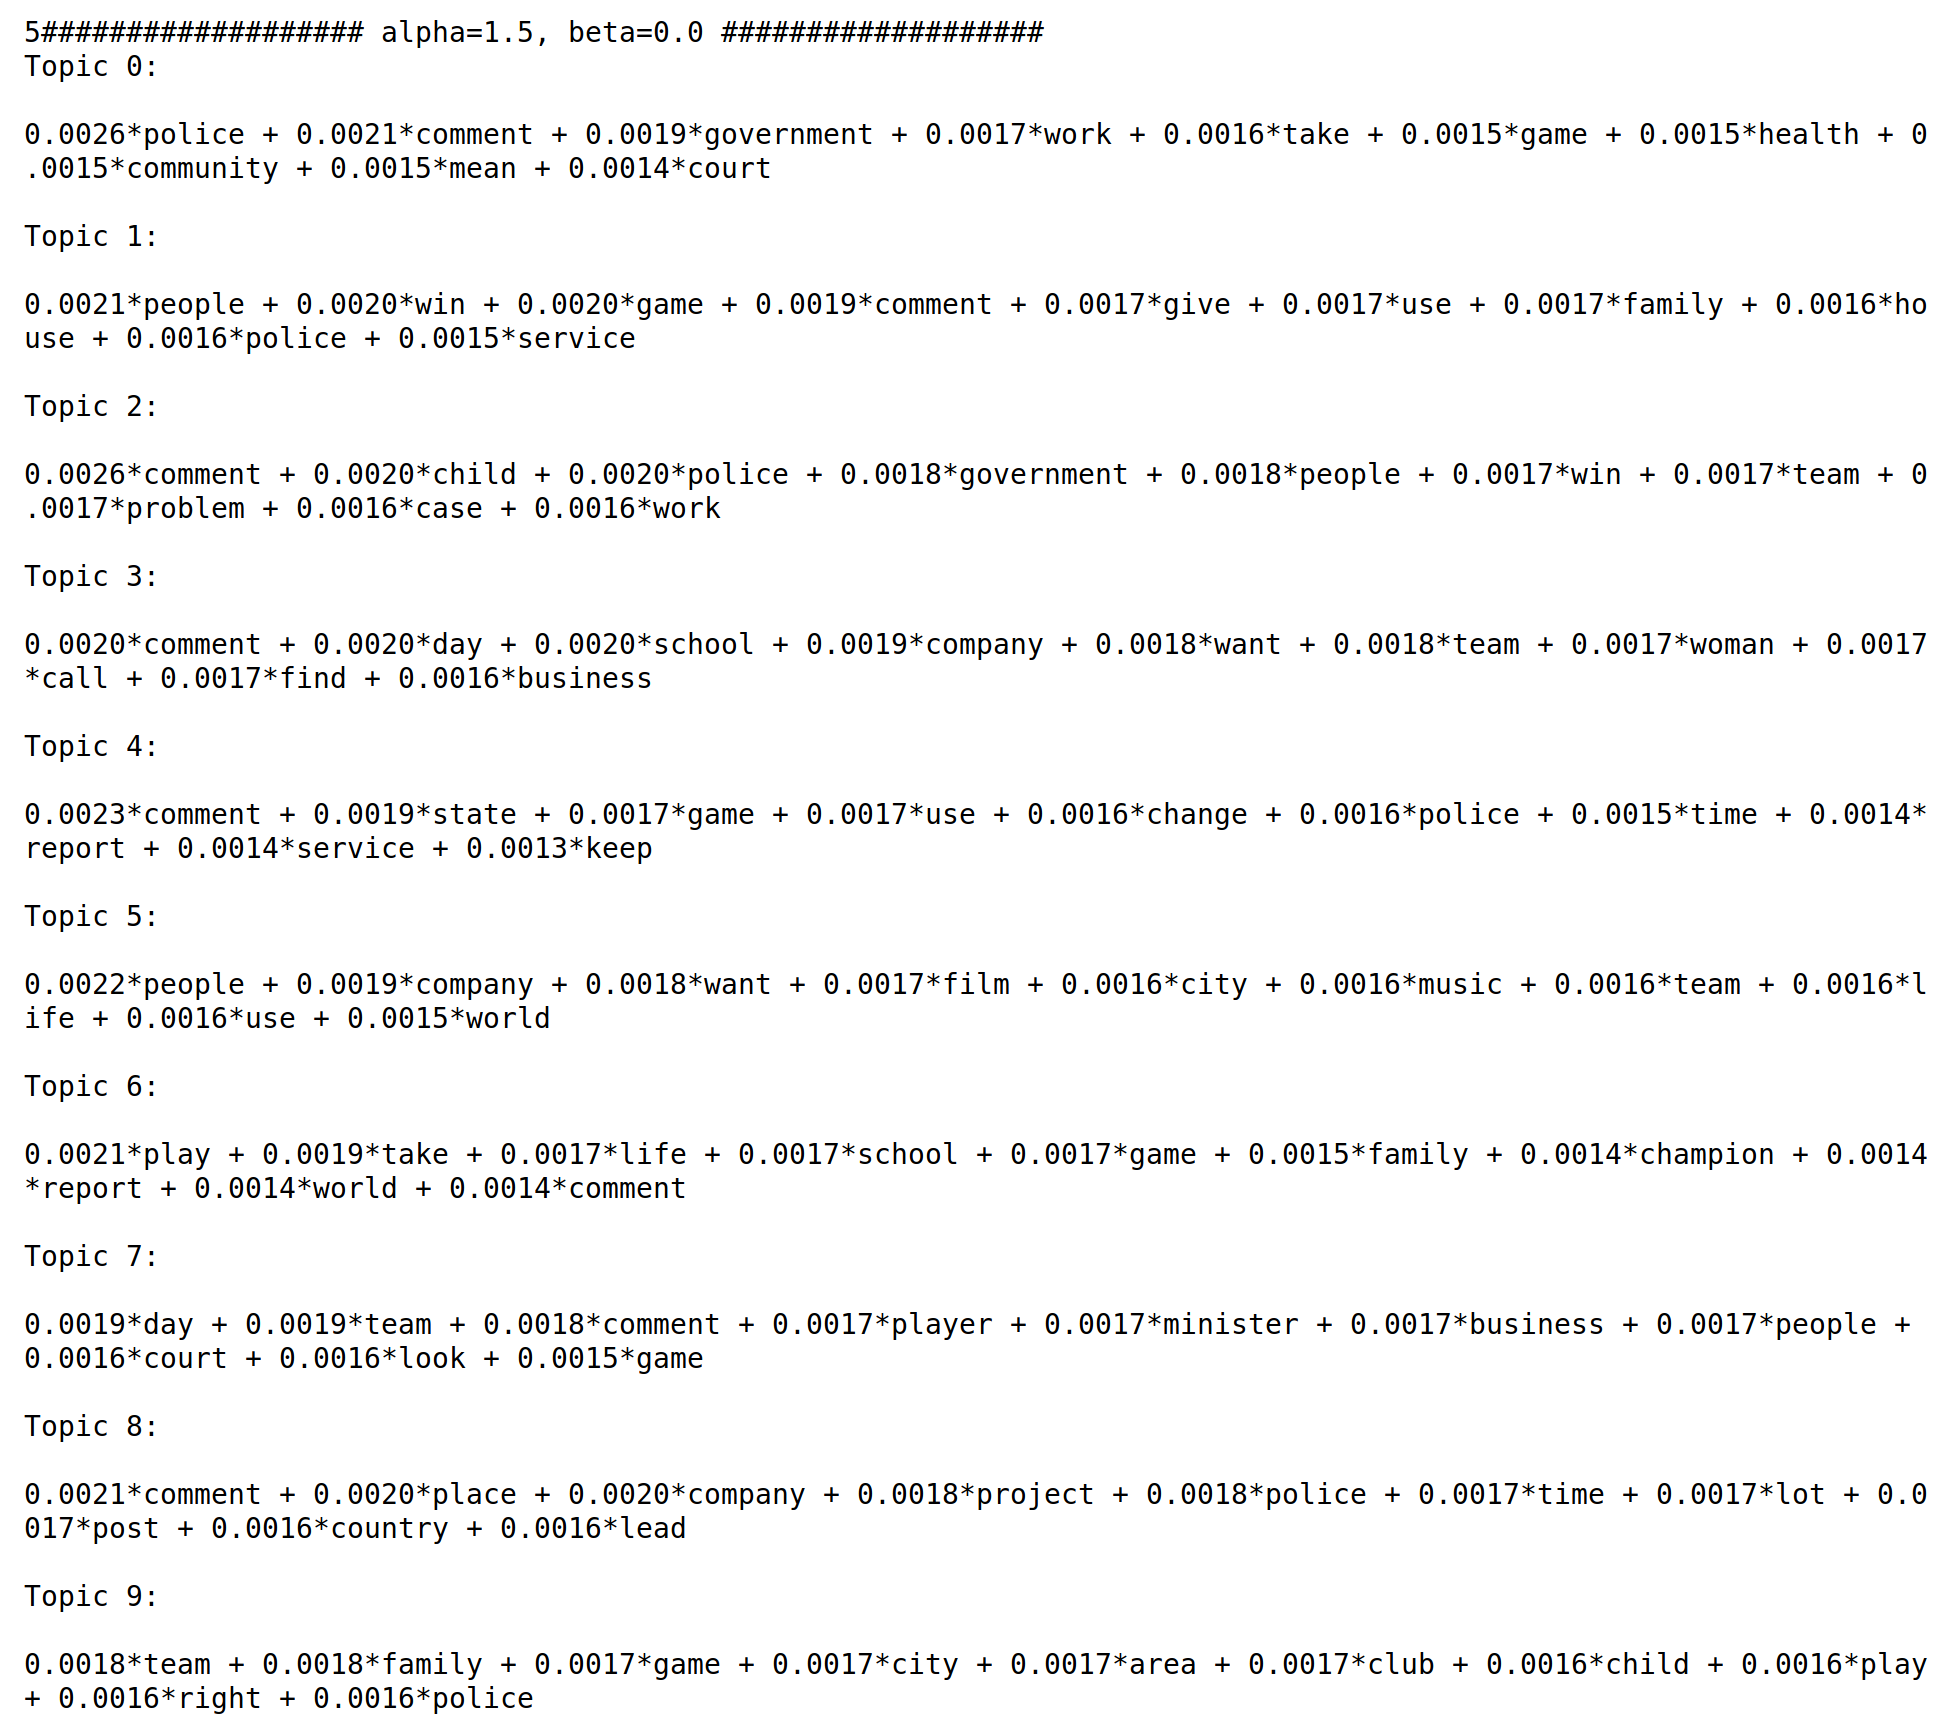 5################### alpha=1.5, beta=0.0 ###################
Topic 0:
0.0026*police + 0.0021*comment + 0.0019*government + 0.0017*work + 0.0016*take + 0.0015*game + 0.0015*health + 0
.0015*community + 0.0015*mean + 0.0014*court
Topic 1:
0.0021*people + 0.0020*win + 0.0020*game + 0.0019*comment + 0.0017*give + 0.0017*use + 0.0017*family + 0.0016*ho
use + 0.0016*police + 0.0015*service
Topic 2:
0.0026*comment + 0.0020*child + 0.0020*police + 0.0018*government + 0.0018*people + 0.0017*win + 0.0017*team + 0
.0017*problem + 0.0016*case + 0.0016*work
Topic 3:
0.0020*comment + 0.0020*day + 0.0020*school + 0.0019*company + 0.0018*want + 0.0018*team + 0.0017*woman + 0.0017
*call + 0.0017*find + 0.0016*business
Topic 4:
0.0023*comment + 0.0019*state + 0.0017*game + 0.0017*use + 0.0016*change + 0.0016*police + 0.0015*time + 0.0014*
report + 0.0014*service + 0.0013*keep
Topic 5:
0.0022*people + 0.0019*company + 0.0018*want + 0.0017*film + 0.0016*city + 0.0016*music + 0.0016*team + 0.0016*l
ife + 0.0016*use + 0.0015*world
Topic 6:
0.0021*play + 0.0019*take + 0.0017*life + 0.0017*school + 0.0017*game + 0.0015*family + 0.0014*champion + 0.0014
*report + 0.0014*world + 0.0014*comment
Topic 7:
0.0019*day + 0.0019*team + 0.0018*comment + 0.0017*player + 0.0017*minister + 0.0017*business + 0.0017*people +
0.0016*court + 0.0016*look + 0.0015*game
Topic 8:
0.0021*comment + 0.0020*place + 0.0020*company + 0.0018*project + 0.0018*police + 0.0017*time + 0.0017*lot + 0.0
017*post + 0.0016*country + 0.0016*lead
Topic 9:
0.0018*team + 0.0018*family + 0.0017*game + 0.0017*city + 0.0017*area + 0.0017*club + 0.0016*child + 0.0016*play
+ 0.0016*right + 0.0016*police